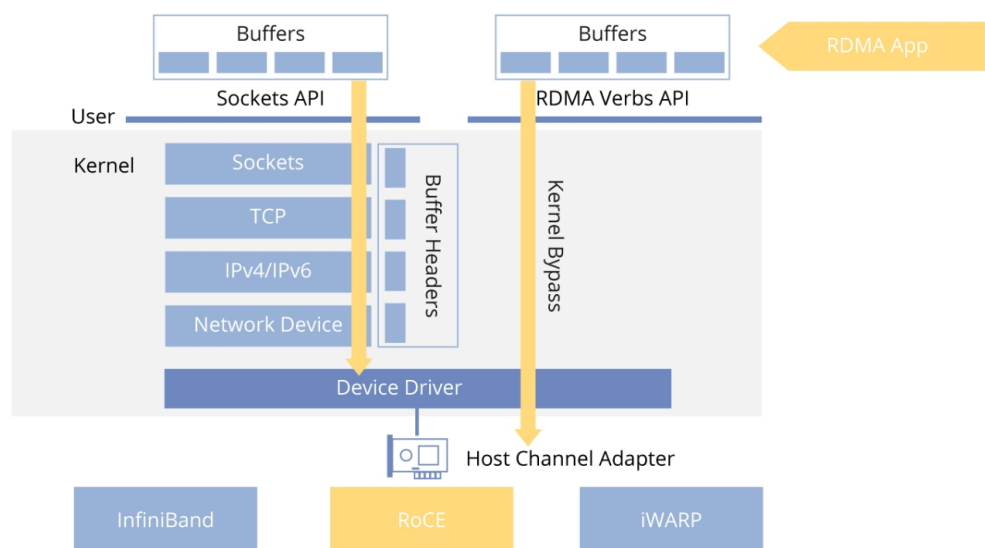 Buffers
Buffers
RDMA App
Sockets API
RDMA Verbs API
User
Kernel
Sockets
TCP
IPv4/IPv6
Network Device
Buffer Headers
Kernel Bypass
Device Driver
Host Channel Adapter
InfiniBand
RoCE
iWARP